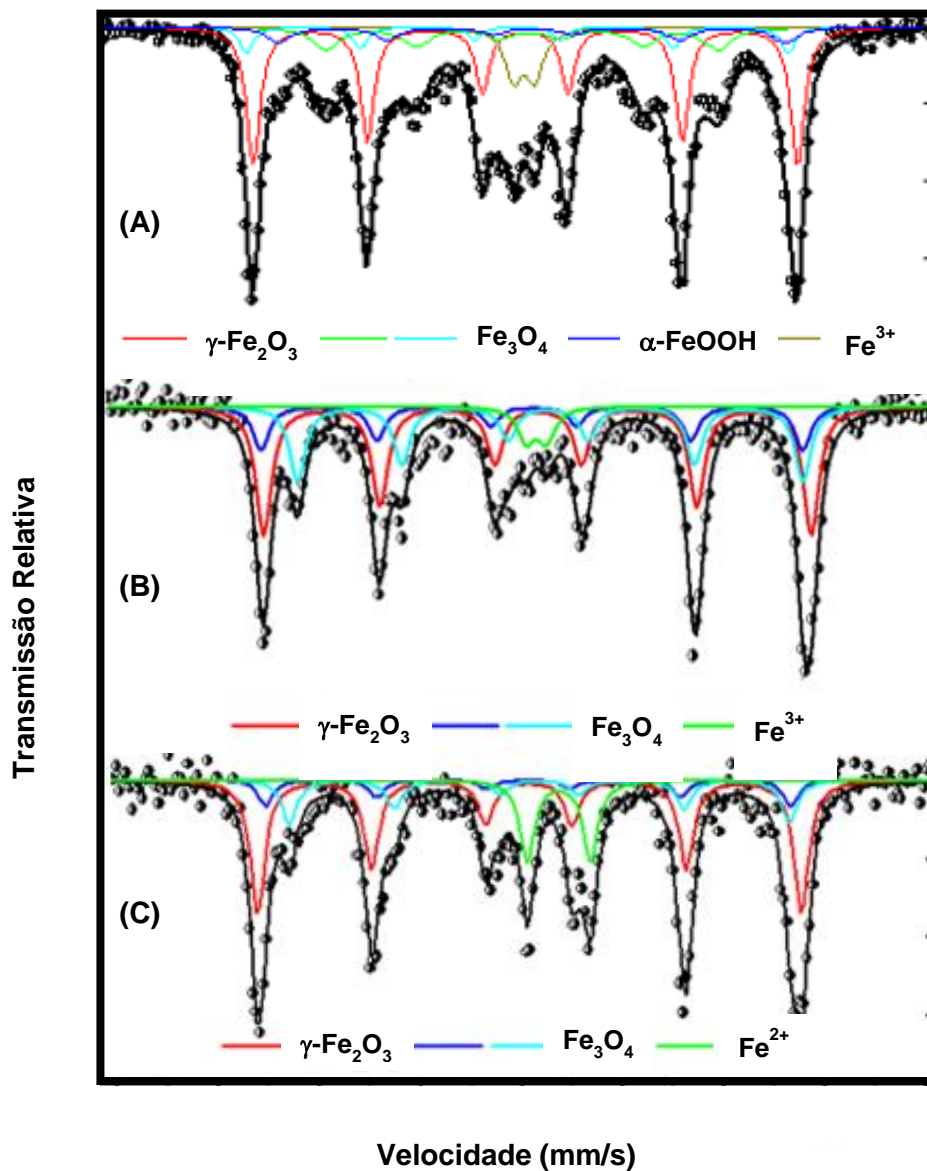 Transmissão Relativa
(A)
γ-Fe2O3 Fe3O4 α-FeOOH Fe3+
(B)
γ-Fe2O3 Fe3O4 Fe3+
(C)
γ-Fe2O3 Fe3O4 Fe2+
Velocidade (mm/s)